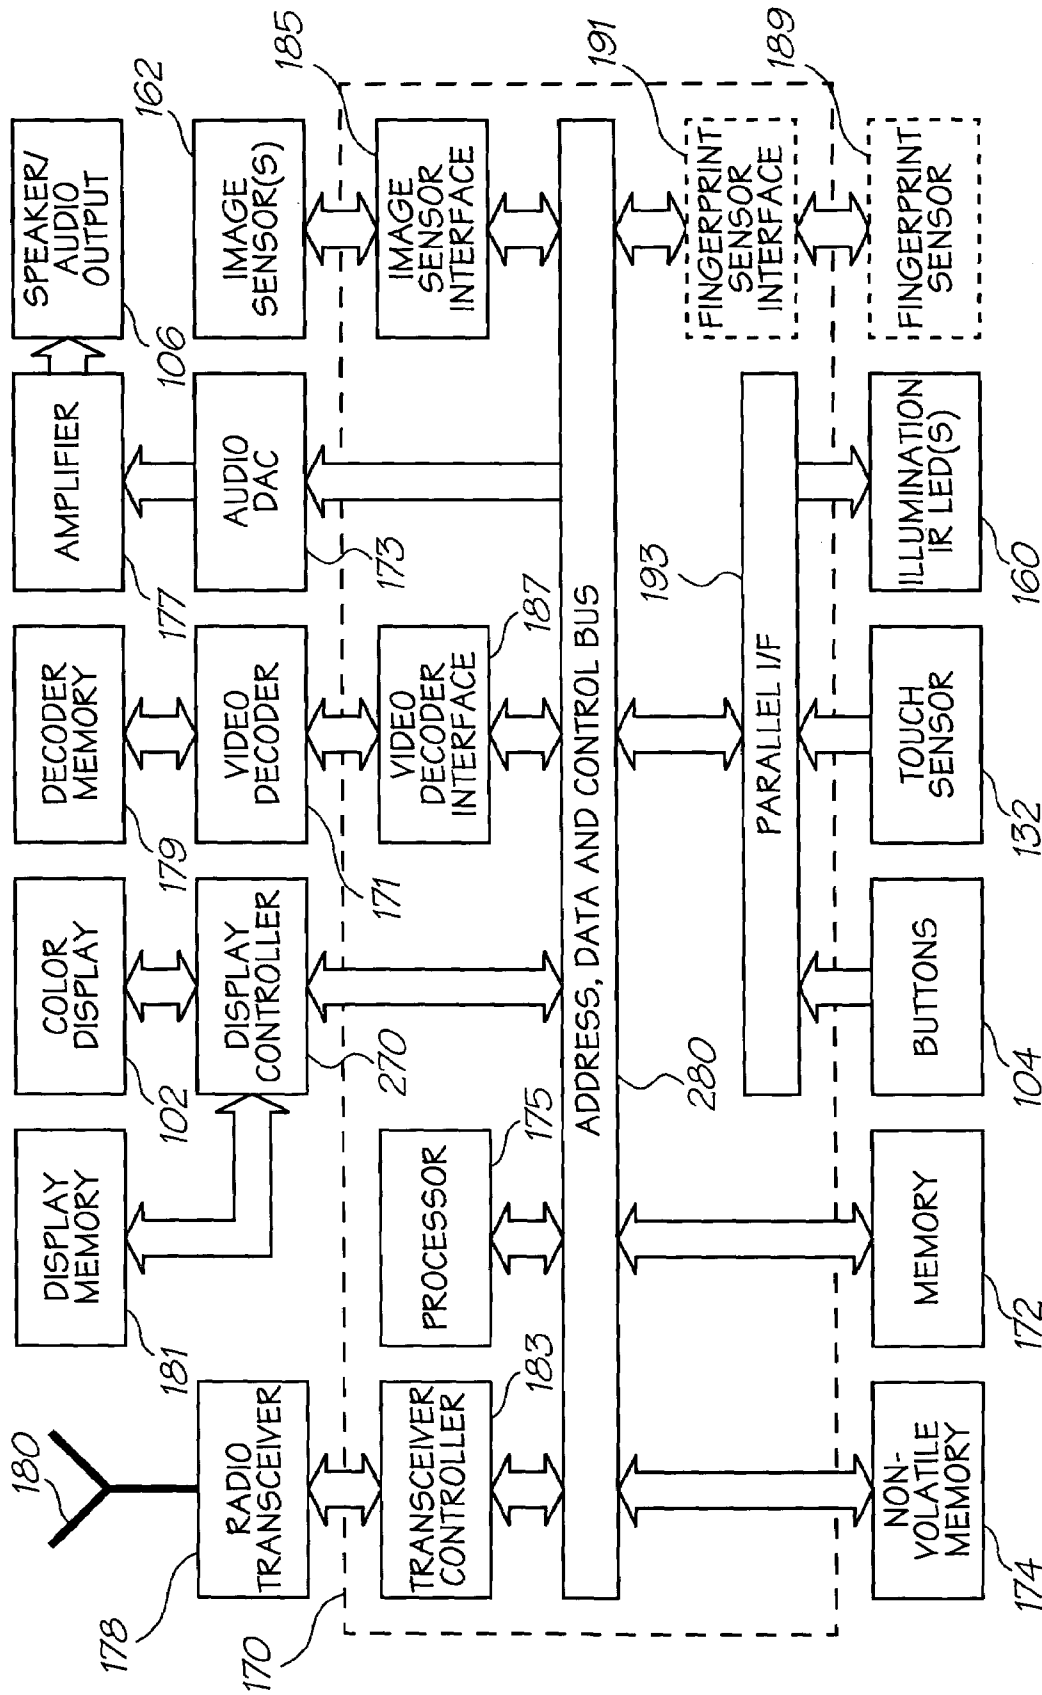 180
DISPLAY
MEMORY
181
COLOR
DISPLAY
102
DECODER
MEMORY
179
AMPLIFIER
177
SPEAKER/
AUDIO
OUTPUT
106
RADIO
TRANSCEIVER
178
DISPLAY
CONTROLLER
270
VIDEO
DECODER
171
AUDIO
DAC
173
IMAGE
SENSOR(S)
162
170
TRANSCEIVER
CONTROLLER
183
PROCESSOR
175
VIDEO
DECODER
INTERFACE
187
IMAGE
SENSOR
INTERFACE
185
ADDRESS, DATA AND CONTROL BUS
280
PARALLEL I/F
193
FINGERPRINT
SENSOR
INTERFACE
191
NON-
VOLATILE
MEMORY
174
MEMORY
172
BUTTONS
104
TOUCH
SENSOR
132
ILLUMINATION
IR LED(S)
160
FINGERPRINT
SENSOR
189